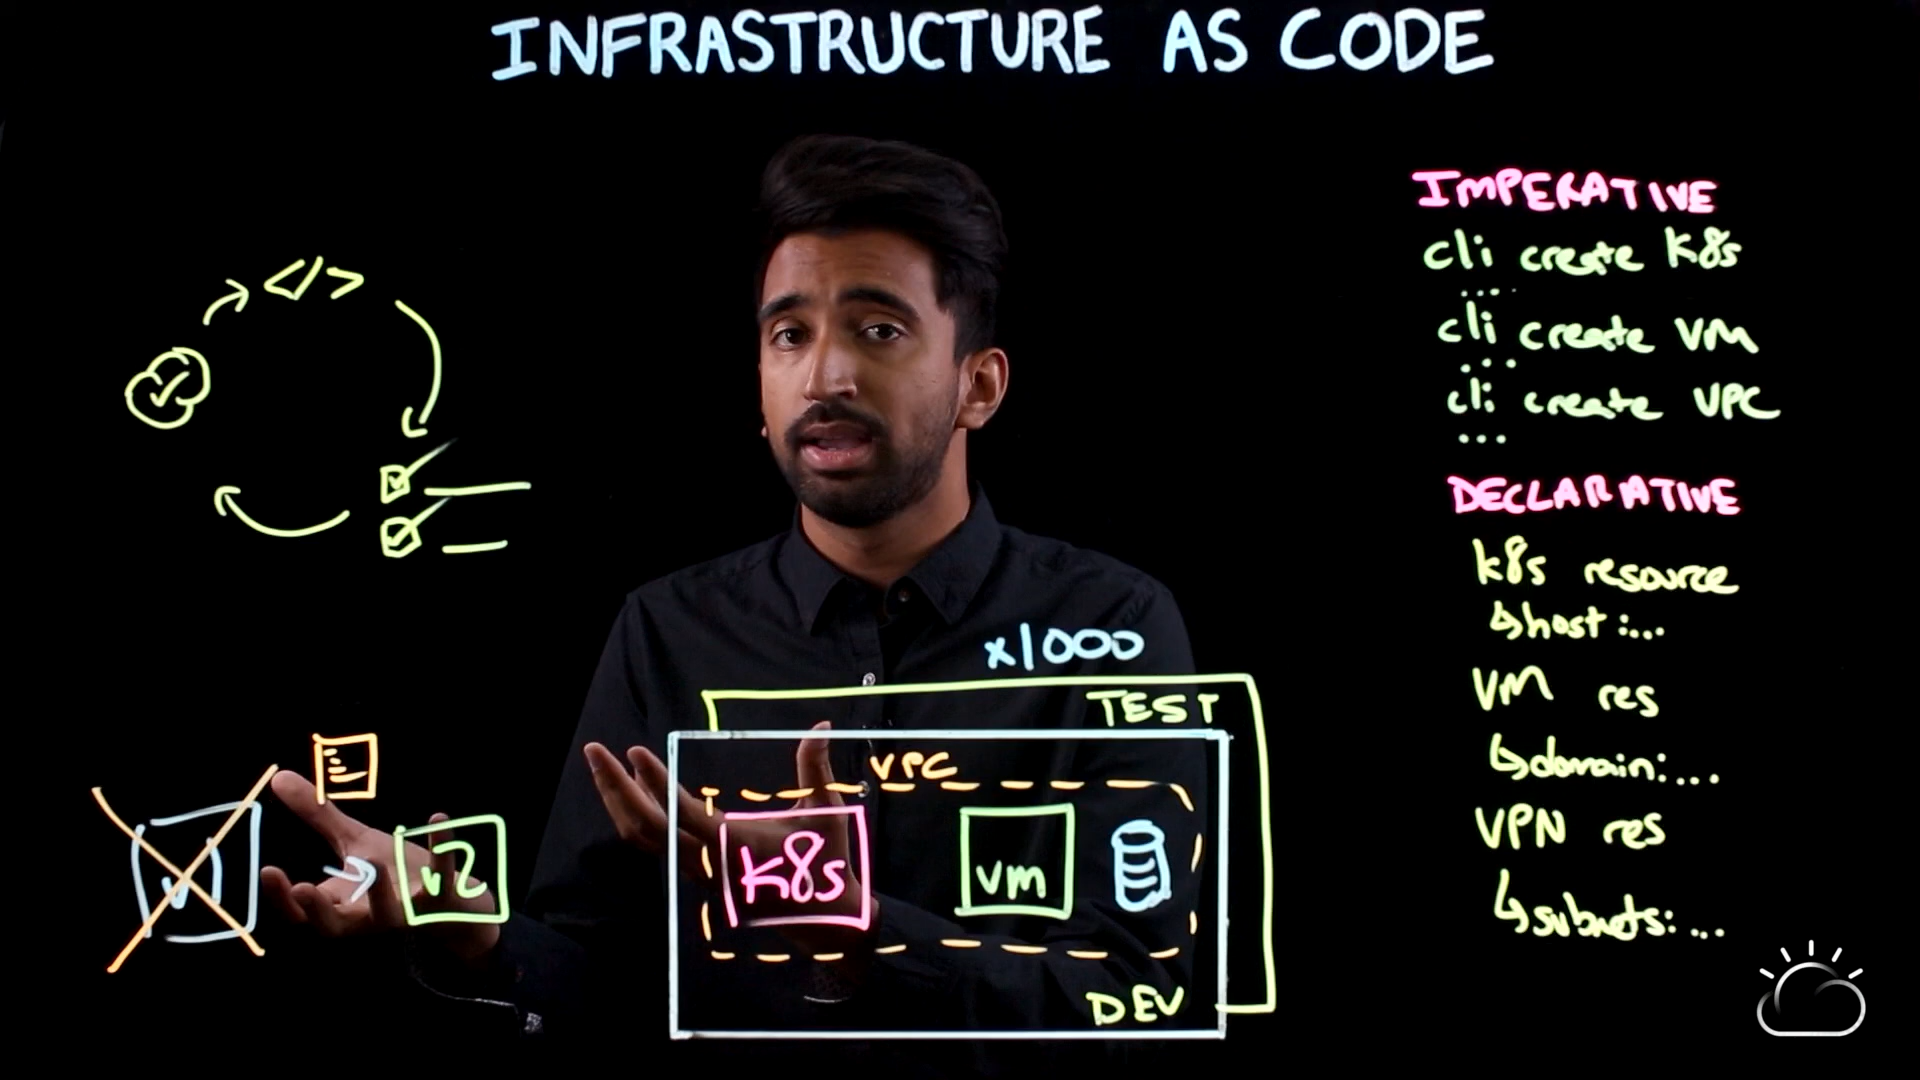 INFRASTRUCTURE AS CODE
</>
v1
v2
x1000
TEST
VPC
k8s
vm
DEV
IMPERATIVE
cli create k8s
...
cli create VM
...
cli create VPC
...
DECLARATIVE
k8s resource
↳host:...
VM res
↳domain:...
VPN res
↳subnets:...